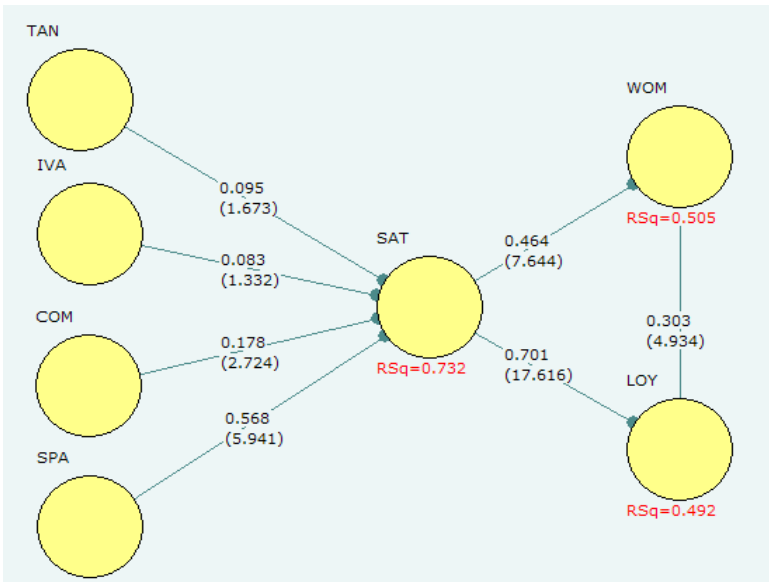 TAN
WOM
IVA
0.095
(1.673)
RSq=0.505
SAT
0.464
(7.644)
0.083
(1.332)
COM
0.178
(2.724)
0.303
(4.934)
0.701
(17.616)
RSq=0.732
LOY
0.568
(5.941)
SPA
RSq=0.492